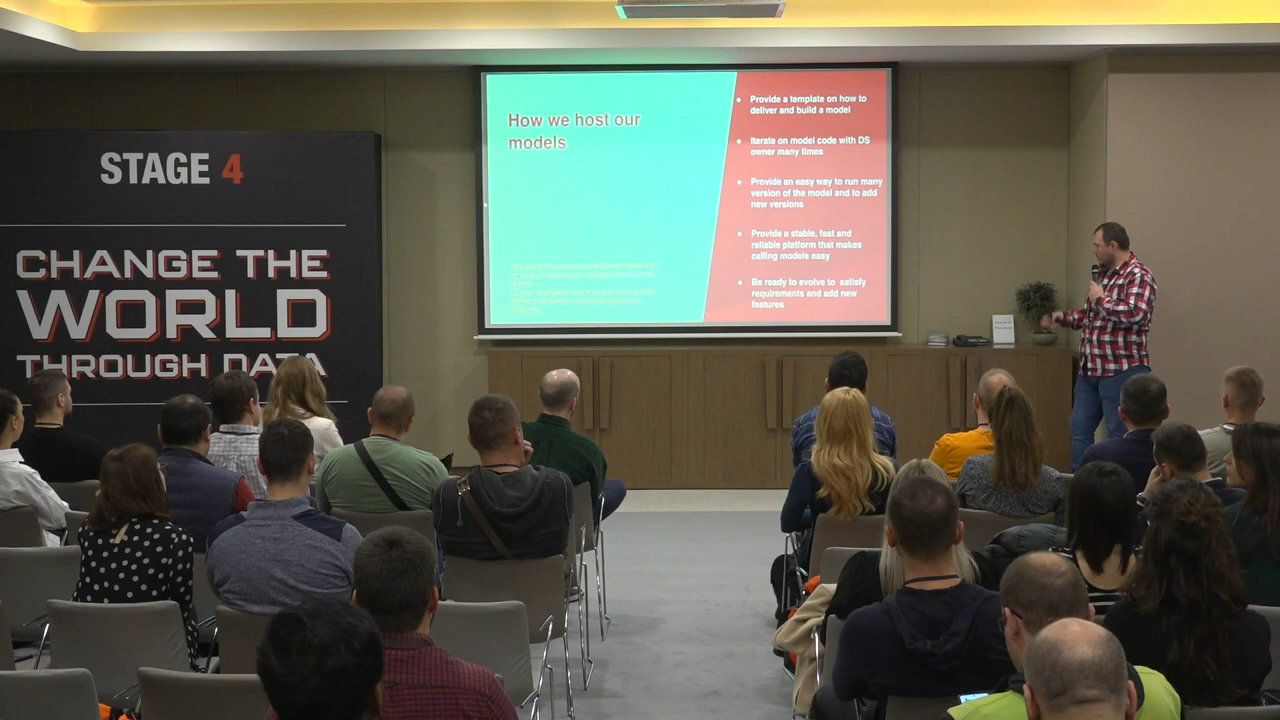 STAGE 4
CHANGE THE
WORLD
THROUGH DATA
How we host our
models
Provide a template on how to
deliver and build a model
Iterate on model code with DS
owner many times
Provide an easy way to run many
version of the model and to add
new versions
Provide a stable, fast and
reliable platform that makes
calling models easy
Be ready to evolve to satisfy
requirements and add new
features